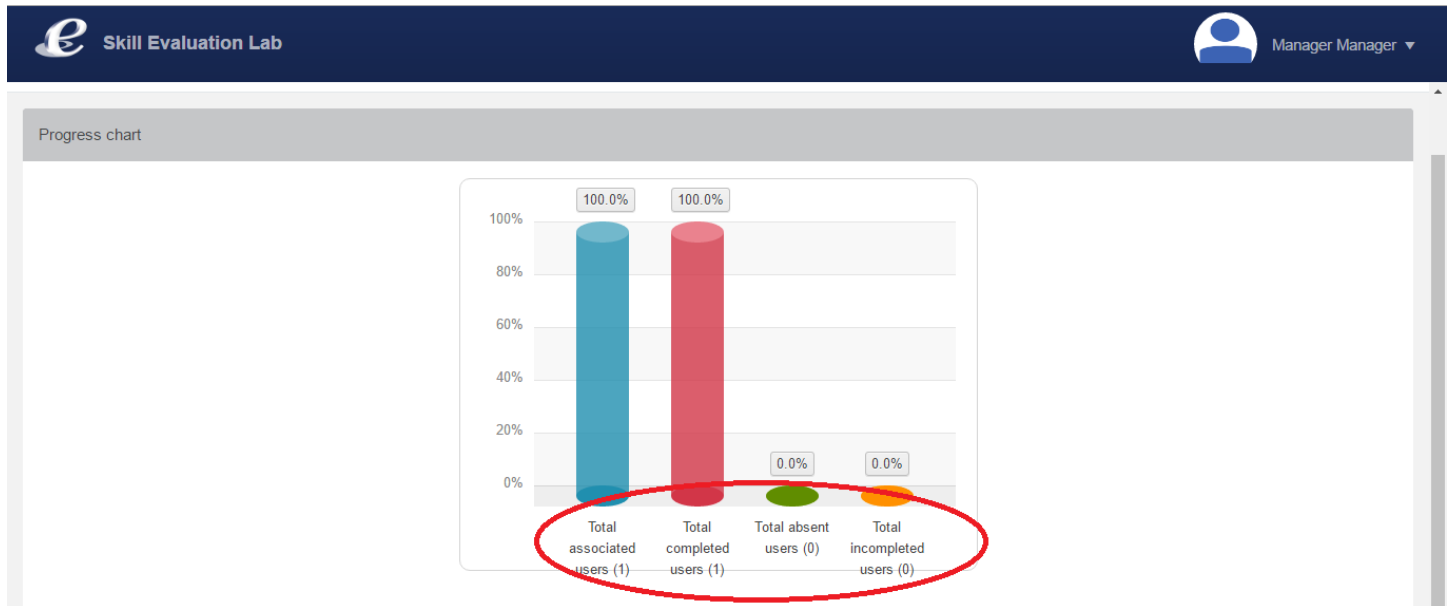 Skill Evaluation Lab
Manager Manager ▼
Progress chart
100.0% 100.0%
100%
80%
60%
40%
20%
0.0% 0.0%
0%
Total Total Total absent Total
associated completed users (0) incompleted
users (1) users (1) users (0)